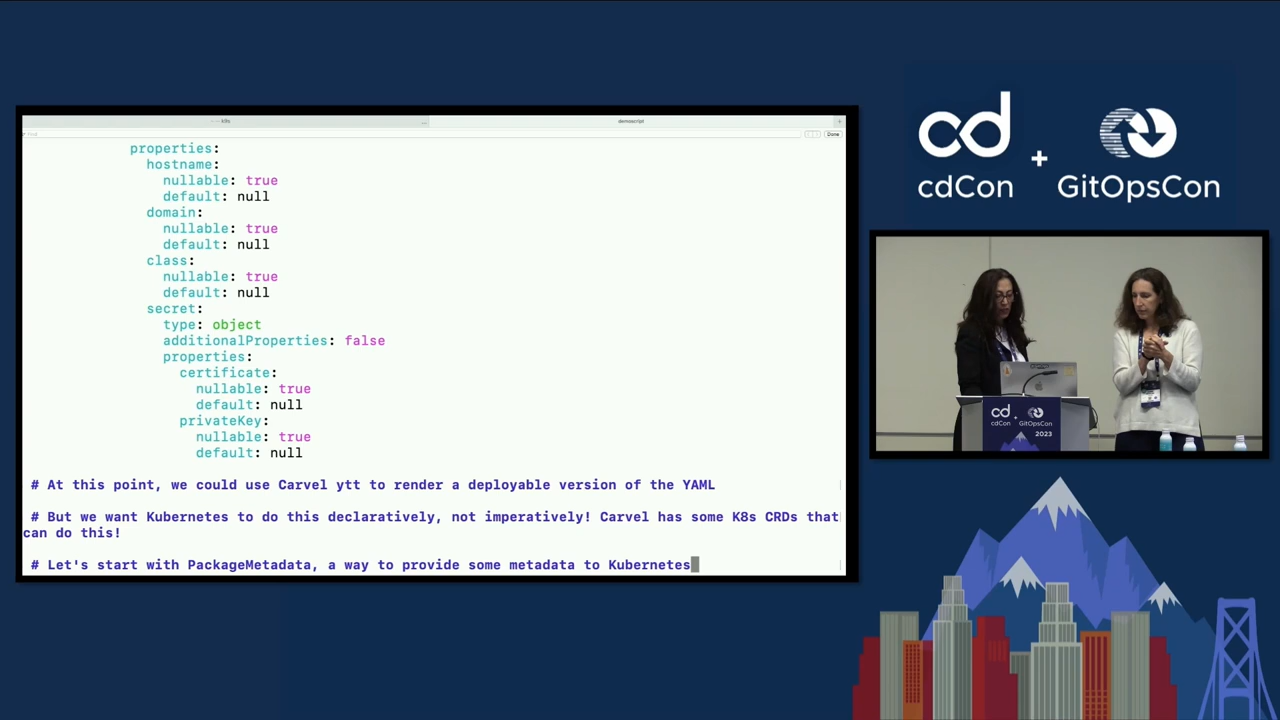 k8s
demoscript
Done
properties:
hostname:
nullable: true
default: null
domain:
nullable: true
default: null
class:
nullable: true
default: null
secret:
type: object
additionalProperties: false
properties:
certificate:
nullable: true
default: null
privateKey:
nullable: true
default: null
# At this point, we could use Carvel ytt to render a deployable version of the YAML
# But we want Kubernetes to do this declaratively, not imperatively! Carvel has some K8s CRDs that
can do this!
# Let's start with PackageMetadata, a way to provide some metadata to Kubernetes
cd
cdCon
+
GitOpsCon
cd
cdCon
+
GitOpsCon
2023